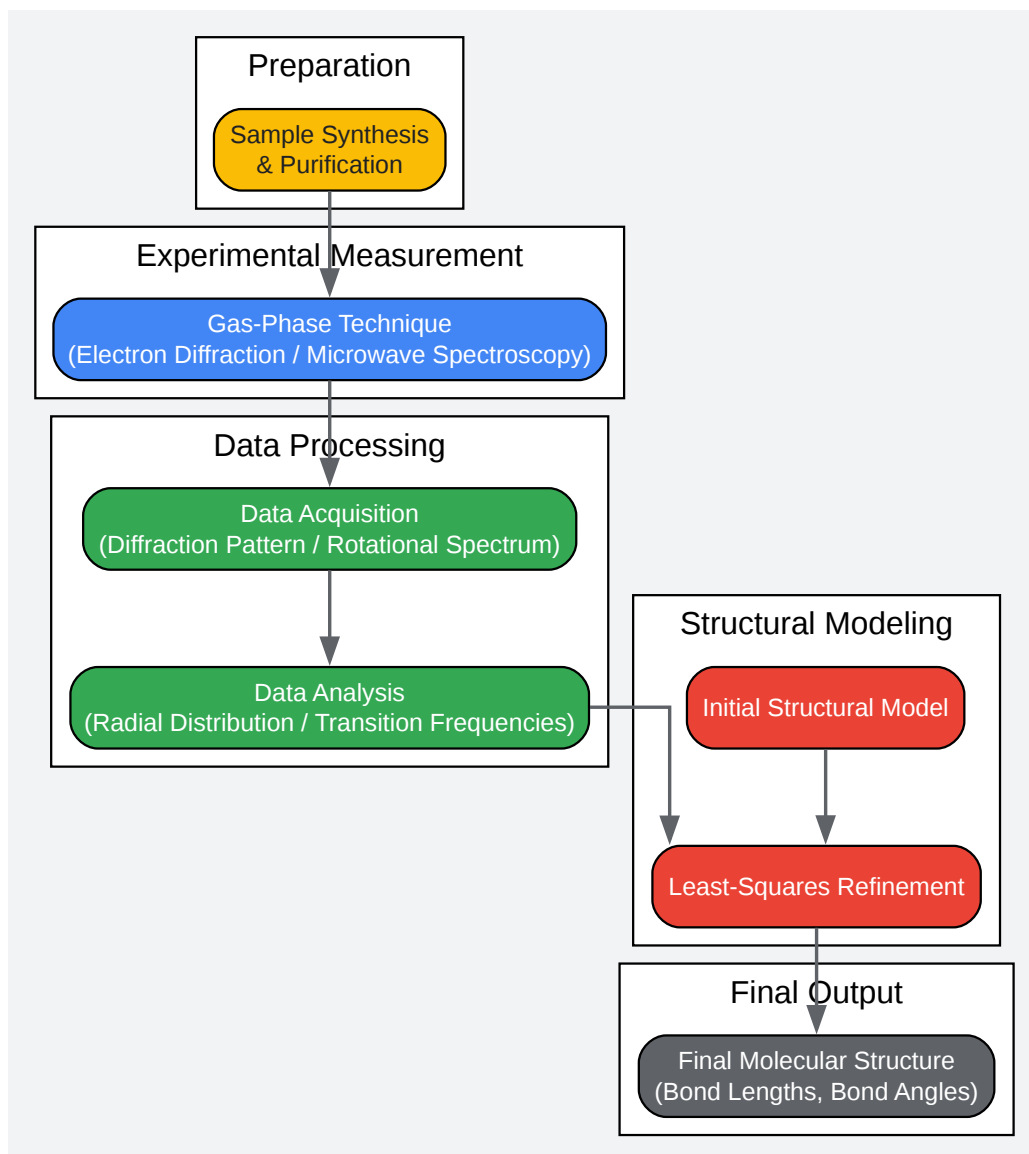 Preparation
Sample Synthesis
& Purification
Experimental Measurement
Gas-Phase Technique
(Electron Diffraction / Microwave Spectroscopy)
Data Processing
Data Acquisition
(Diffraction Pattern / Rotational Spectrum)
Data Analysis
(Radial Distribution / Transition Frequencies)
Structural Modeling
Initial Structural Model
Least-Squares Refinement
Final Output
Final Molecular Structure
(Bond Lengths, Bond Angles)